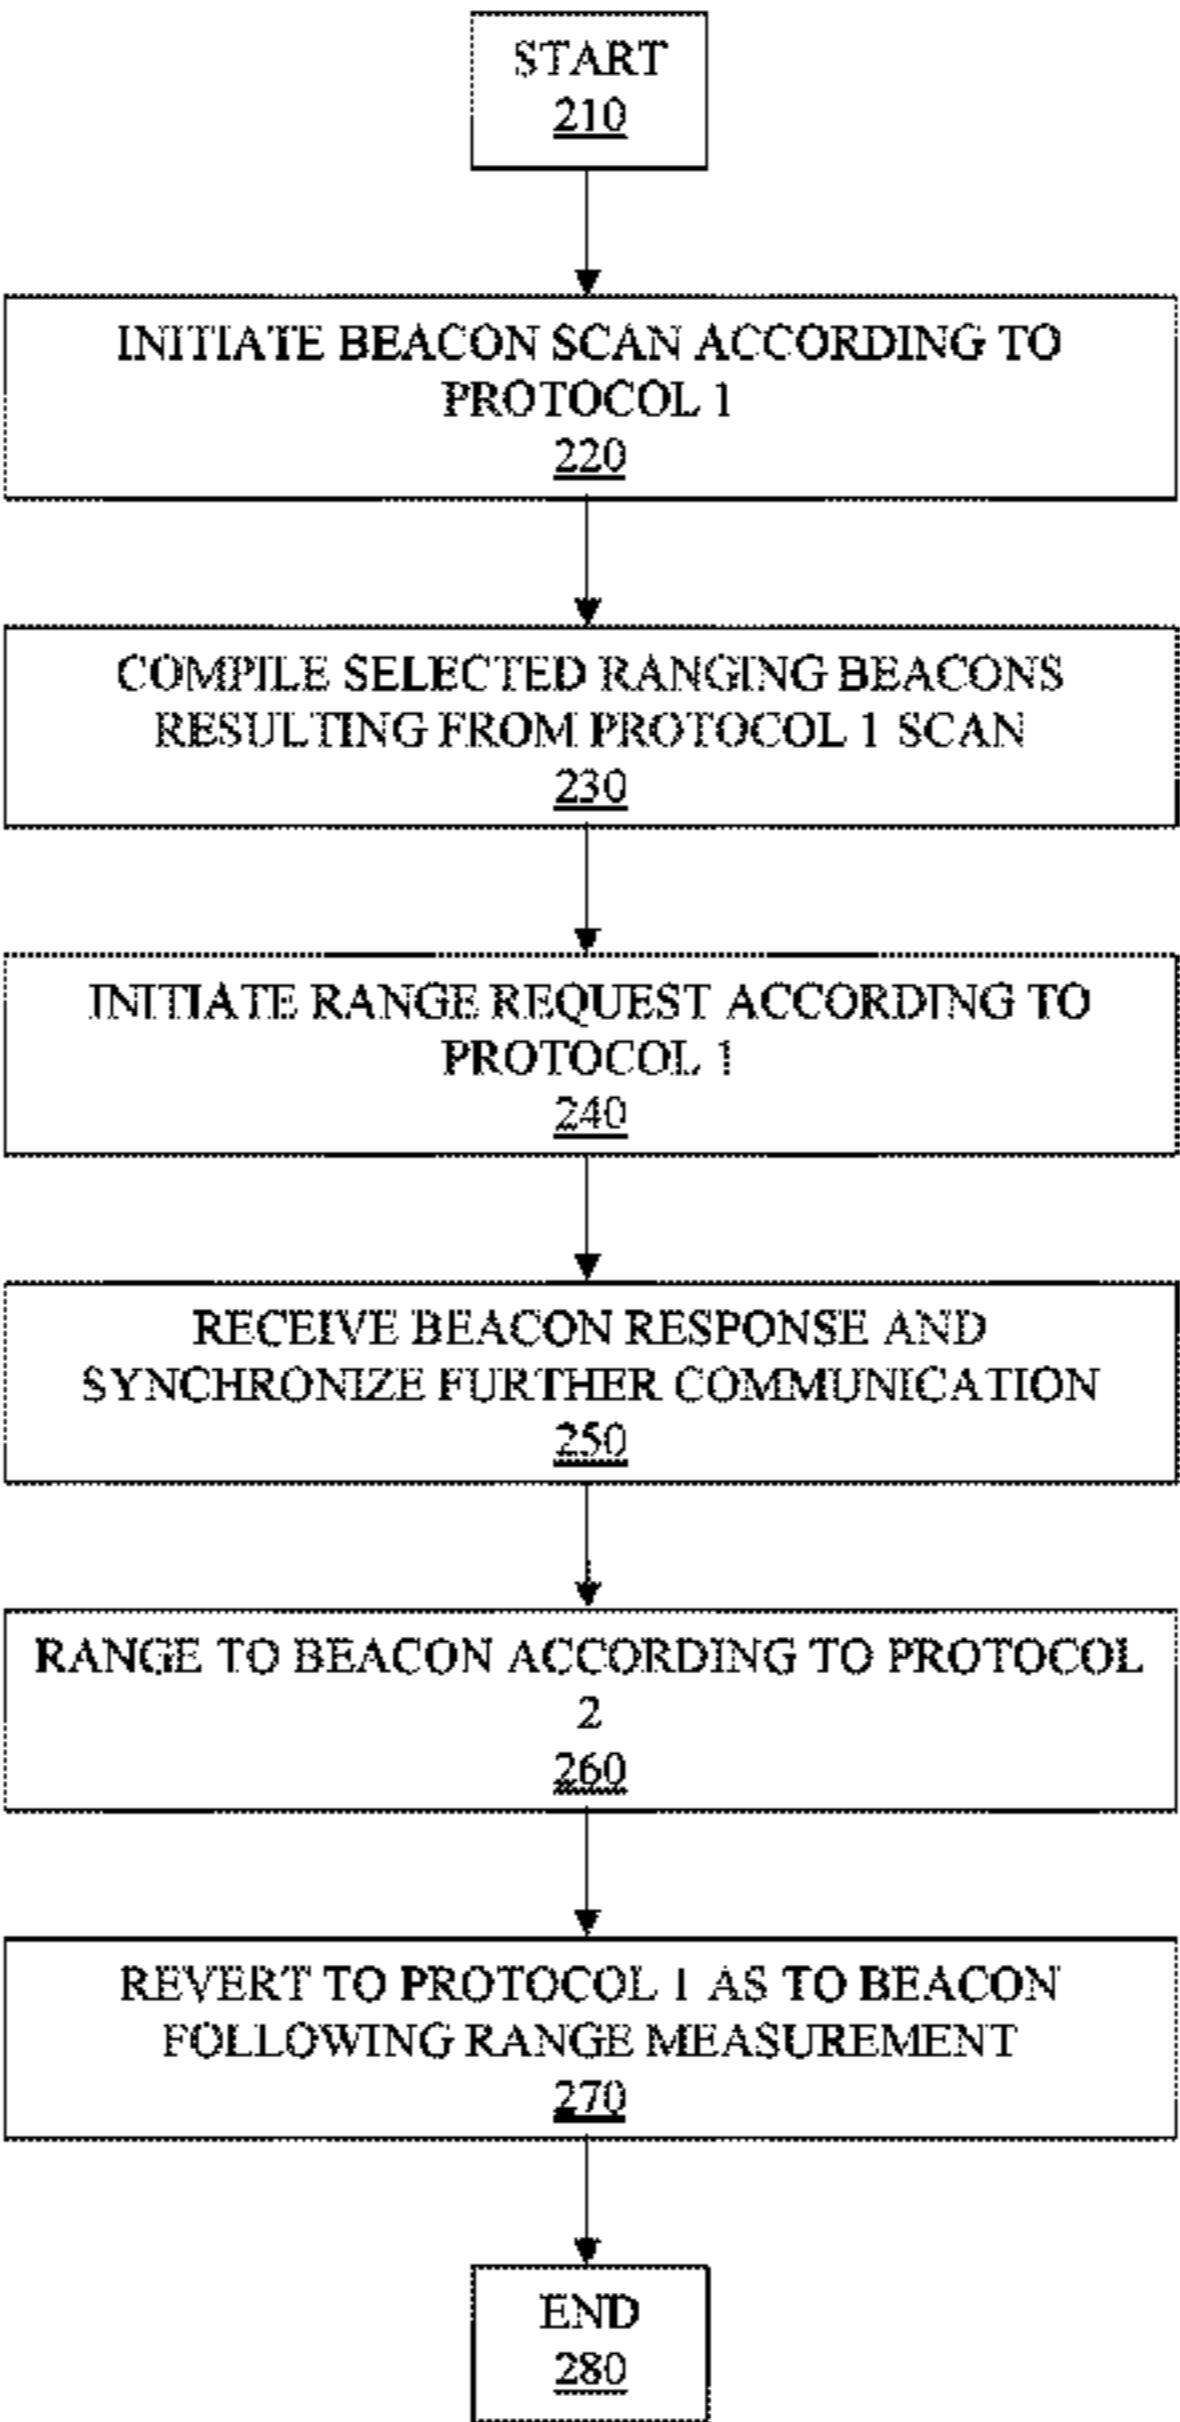 START
210
INITIATE BEACON SCAN ACCORDING TO
PROTOCOL 1
220
COMPILE SELECTED RANGING BEACONS
RESULTING FROM PROTOCOL 1 SCAN
230
INITIATE RANGE REQUEST ACCORDING TO
PROTOCOL 1
240
RECEIVE BEACON RESPONSE AND
SYNCHRONIZE FURTHER COMMUNICATION
250
RANGE TO BEACON ACCORDING TO PROTOCOL
2
260
REVERT TO PROTOCOL 1 AS TO BEACON
FOLLOWING RANGE MEASUREMENT
270
END
280